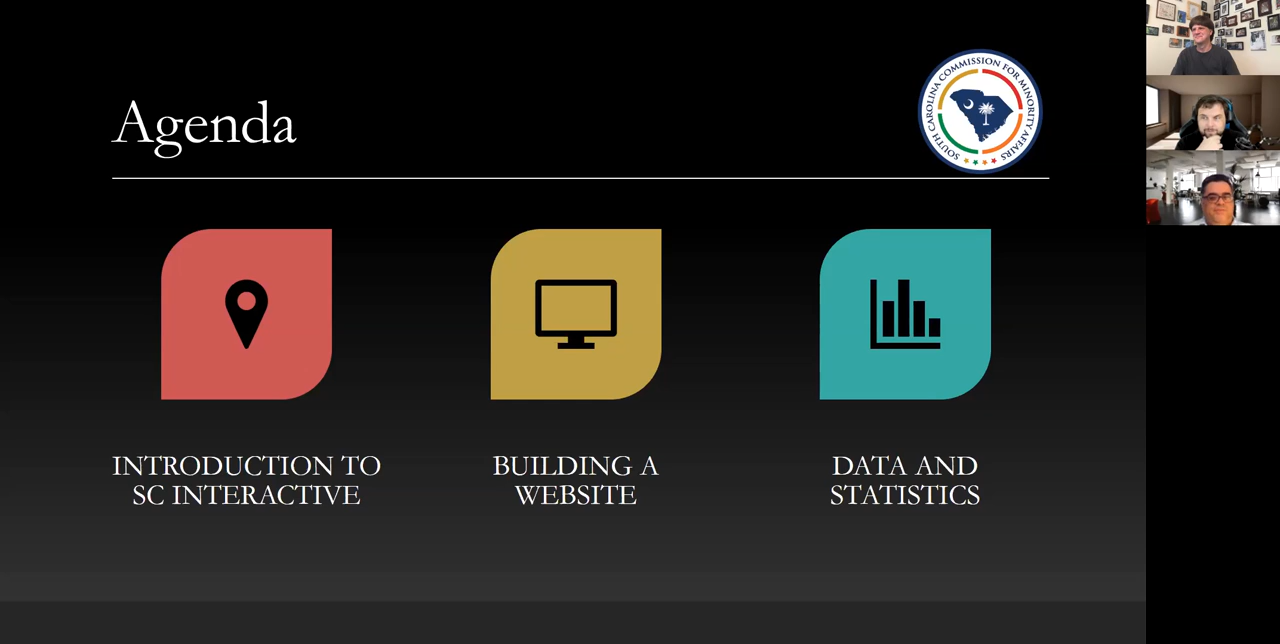 Agenda
SOUTH CAROLINA COMMISSION FOR MINORITY AFFAIRS
INTRODUCTION TO
SC INTERACTIVE
BUILDING A
WEBSITE
DATA AND
STATISTICS